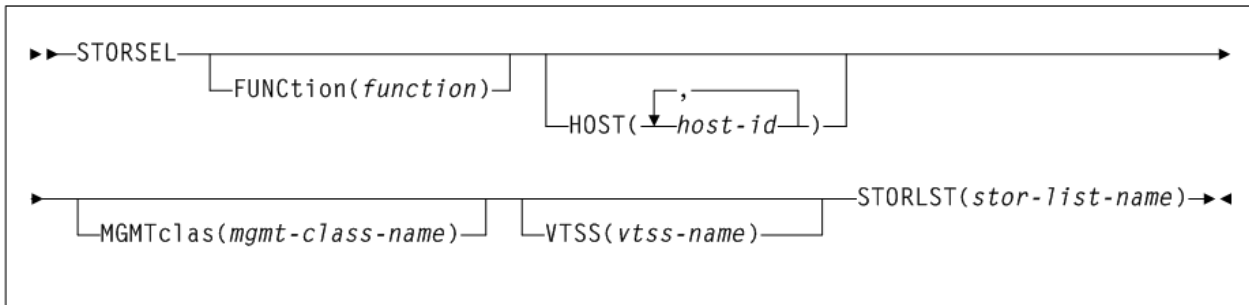 STORSEL
FUNCtion(function)
,
HOST(host-id)
MGMTclas(mgmt-class-name)
VTSS(vtss-name)
STORLST(stor-list-name)